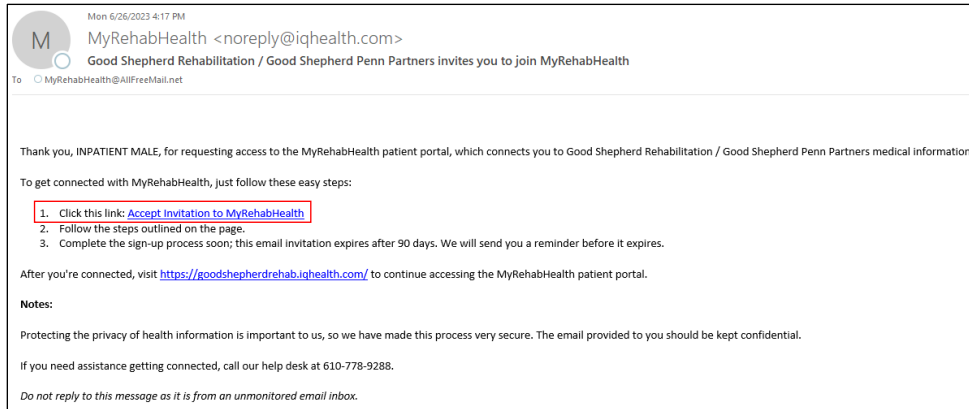 Mon 6/26/2023 4:17 PM
M
MyRehabHealth <noreply@iqhealth.com>
Good Shepherd Rehabilitation / Good Shepherd Penn Partners invites you to join MyRehabHealth
To MyRehabHealth@AllFreeMail.net
Thank you, INPATIENT MALE, for requesting access to the MyRehabHealth patient portal, which connects you to Good Shepherd Rehabilitation / Good Shepherd Penn Partners medical information
To get connected with MyRehabHealth, just follow these easy steps:
1. Click this link: Accept Invitation to MyRehabHealth
2. Follow the steps outlined on the page.
3. Complete the sign-up process soon; this email invitation expires after 90 days. We will send you a reminder before it expires.
After you're connected, visit https://goodshepherdrehab.iqhealth.com/ to continue accessing the MyRehabHealth patient portal.
Notes:
Protecting the privacy of health information is important to us, so we have made this process very secure. The email provided to you should be kept confidential.
If you need assistance getting connected, call our help desk at 610-778-9288.
Do not reply to this message as it is from an unmonitored email inbox.